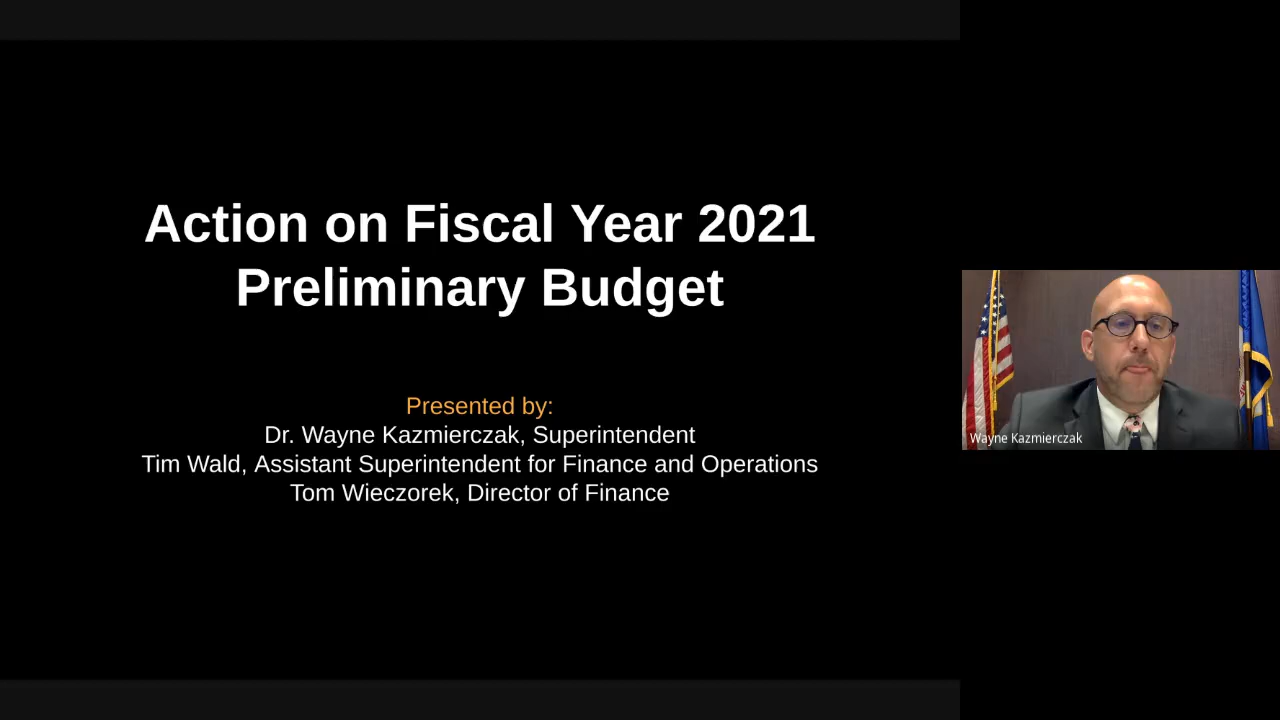 Action on Fiscal Year 2021
Preliminary Budget
Presented by:
Dr. Wayne Kazmierczak, Superintendent
Tim Wald, Assistant Superintendent for Finance and Operations
Tom Wieczorek, Director of Finance
Wayne Kazmierczak